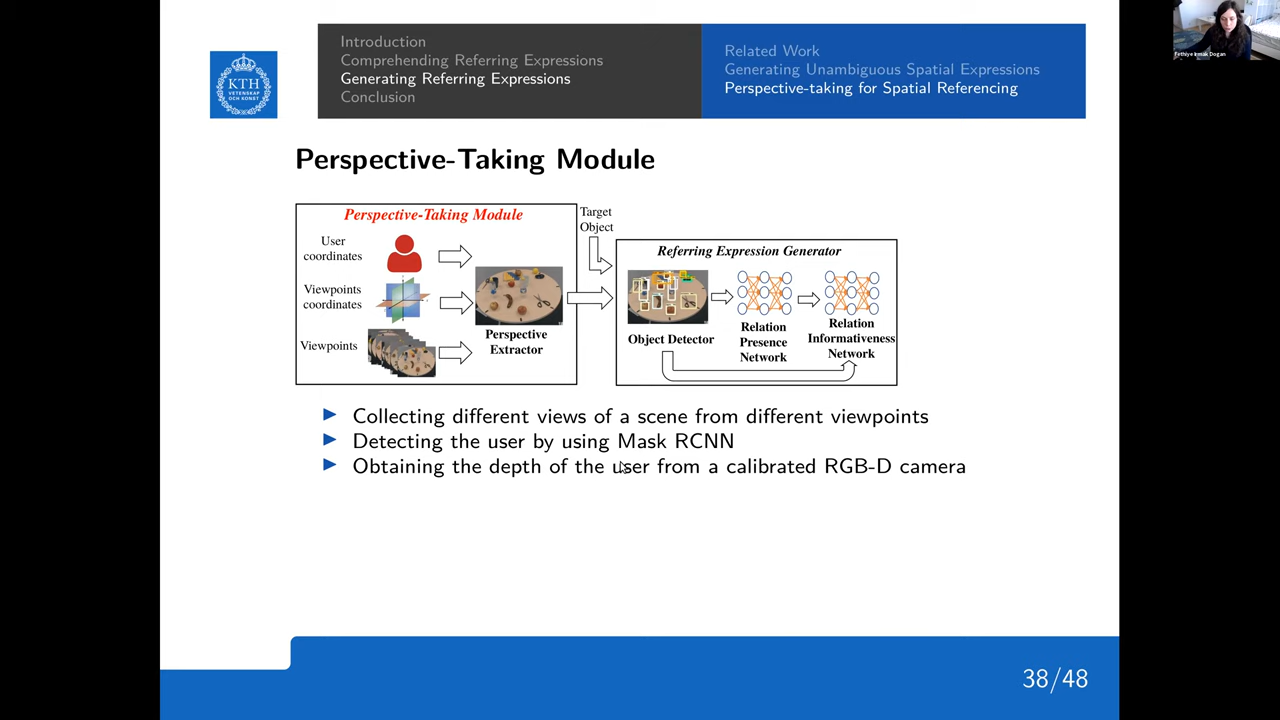 Introduction
Comprehending Referring Expressions
Generating Referring Expressions
Conclusion
Related Work
Generating Unambiguous Spatial Expressions
Perspective-taking for Spatial Referencing
KTH
VETENSKAP
OCH KONST
Fethiye Irmak Dogan
Perspective-Taking Module
Perspective-Taking Module
User
coordinates
Viewpoints
coordinates
Viewpoints
Perspective
Extractor
Target
Object
Referring Expression Generator
Object Detector
Relation
Presence
Network
Relation
Informativeness
Network
Collecting different views of a scene from different viewpoints
Detecting the user by using Mask RCNN
Obtaining the depth of the user from a calibrated RGB-D camera
38/48